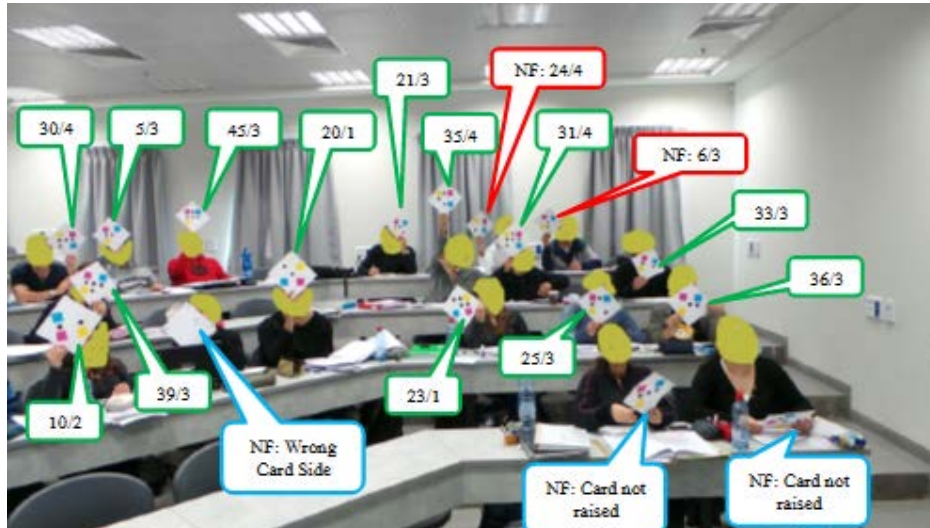 21/3
NF: 24/4
30/4
5/3
45/3
20/1
35/4
31/4
NF: 6/3
33/3
36/3
25/3
39/3
23/1
10/2
NF: Wrong
Card Side
NF: Card not
raised
NF: Card not
raised